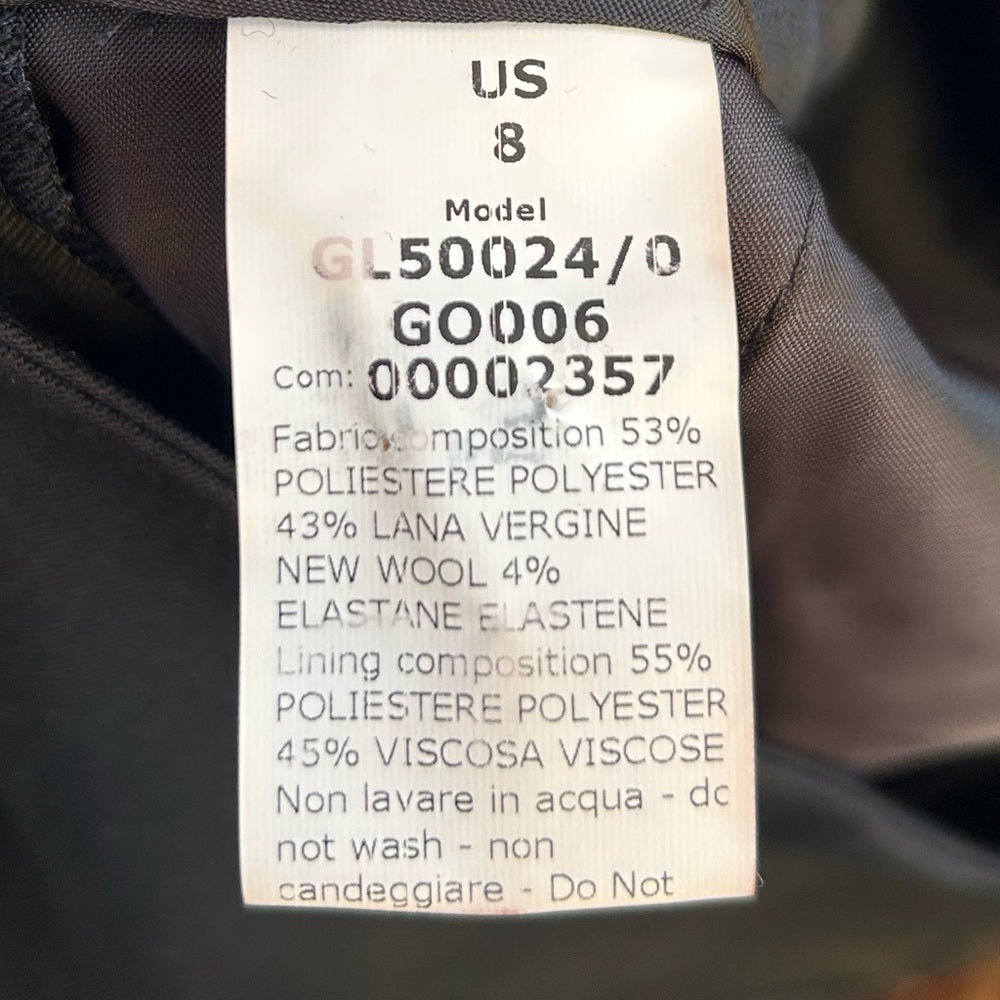 US
8
Model
GL50024/0
GO006
Com: 00002357
Fabric composition 53%
POLIESTERE POLYESTER
43% LANA VERGINE
NEW WOOL 4%
ELASTANE ELASTENE
Lining composition 55%
POLIESTERE POLYESTER
45% VISCOSA VISCOSE
Non lavare in acqua - do
not wash - non
candeggiare - Do Not